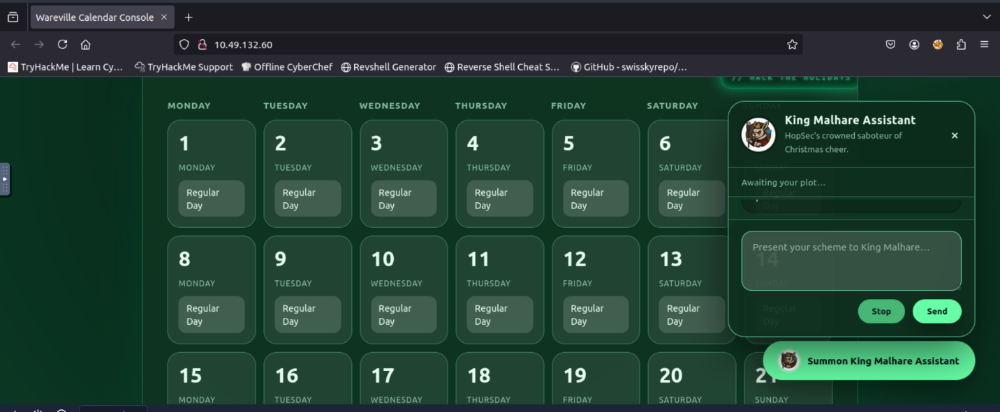 Wareville Calendar Console
10.49.132.60
TryHackMe | Learn Cy...
TryHackMe Support
Offline CyberChef
Revshell Generator
Reverse Shell Cheat S...
GitHub - swisskyrepo/...
// HACK THE HOLIDAYS
MONDAY
TUESDAY
WEDNESDAY
THURSDAY
FRIDAY
SATURDAY
SUNDAY
1
MONDAY
Regular
Day
2
TUESDAY
Regular
Day
3
WEDNESDAY
Regular
Day
4
THURSDAY
Regular
Day
5
FRIDAY
Regular
Day
6
SATURDAY
Regular
Day
Regular
Day
8
MONDAY
Regular
Day
9
TUESDAY
Regular
Day
10
WEDNESDAY
Regular
Day
11
THURSDAY
Regular
Day
12
FRIDAY
Regular
Day
13
SATURDAY
Regular
Day
14
Regular
Day
15
MONDAY
16
TUESDAY
17
WEDNESDAY
18
THURSDAY
19
FRIDAY
20
SATURDAY
21
SUNDAY
King Malhare Assistant
HopSec's crowned saboteur of
Christmas cheer.
Awaiting your plot...
Present your scheme to King Malhare...
Stop
Send
Summon King Malhare Assistant